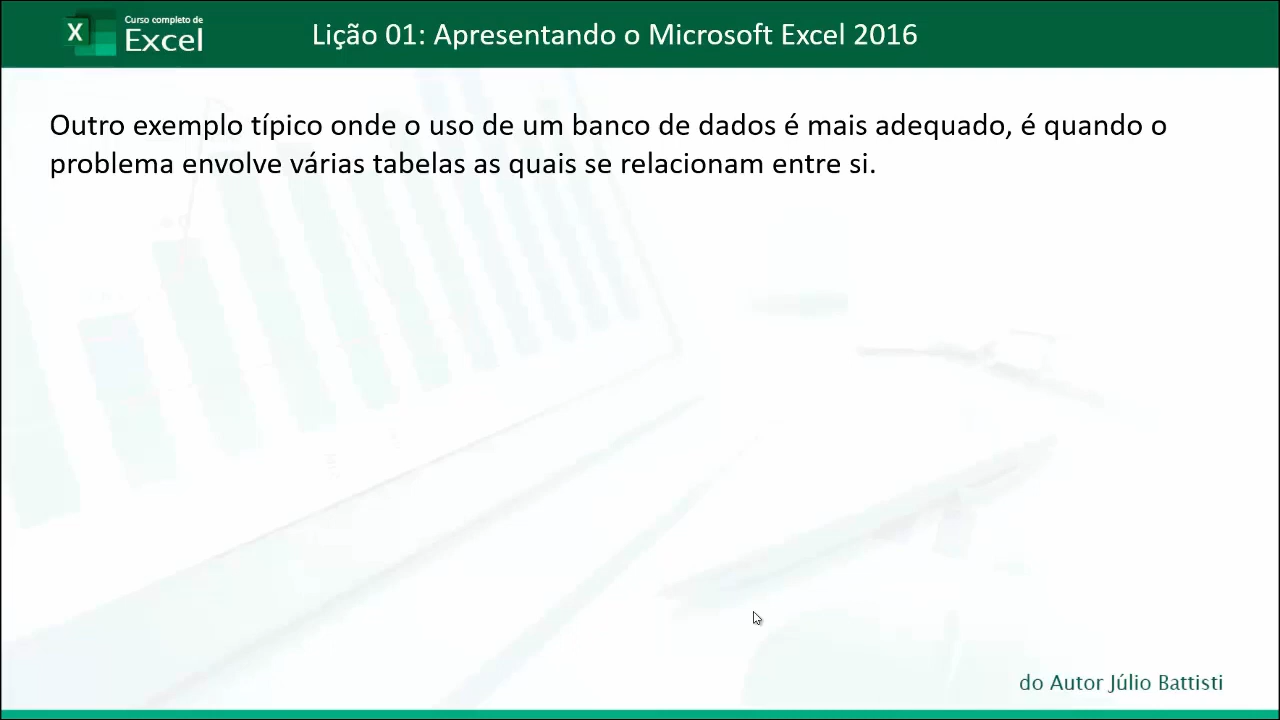 X
Curso completo de
Excel
Lição 01: Apresentando o Microsoft Excel 2016
Outro exemplo típico onde o uso de um banco de dados é mais adequado, é quando o
problema envolve várias tabelas as quais se relacionam entre si.
do Autor Júlio Battisti